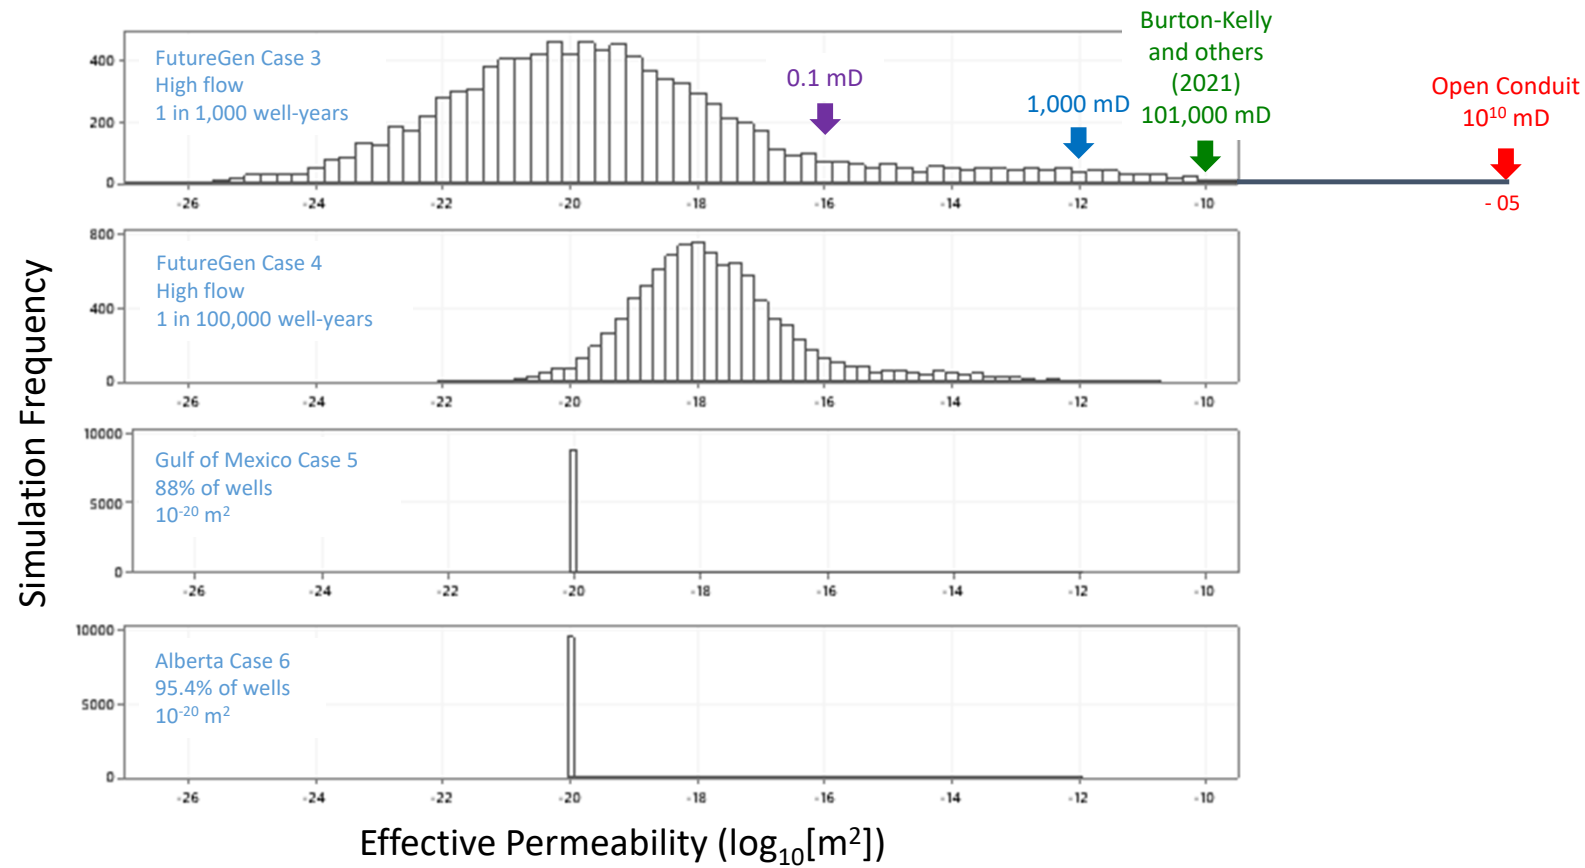 Burton-Kelly
and others
(2021)
101,000 mD
FutureGen Case 3
High flow
1 in 1,000 well-years
0.1 mD
1,000 mD
Open Conduit
10¹⁰ mD
400
200
0
-26 -24 -22 -20 -18 -16 -14 -12 -10
- 05
FutureGen Case 4
High flow
1 in 100,000 well-years
800
400
0
-26 -24 -22 -20 -18 -16 -14 -12 -10
Gulf of Mexico Case 5
88% of wells
10⁻²⁰ m²
10000
5000
0
-26 -24 -22 -20 -18 -16 -14 -12 -10
Alberta Case 6
95.4% of wells
10⁻²⁰ m²
10000
5000
0
-26 -24 -22 -20 -18 -16 -14 -12 -10
Simulation Frequency
Effective Permeability (log₁₀[m²])